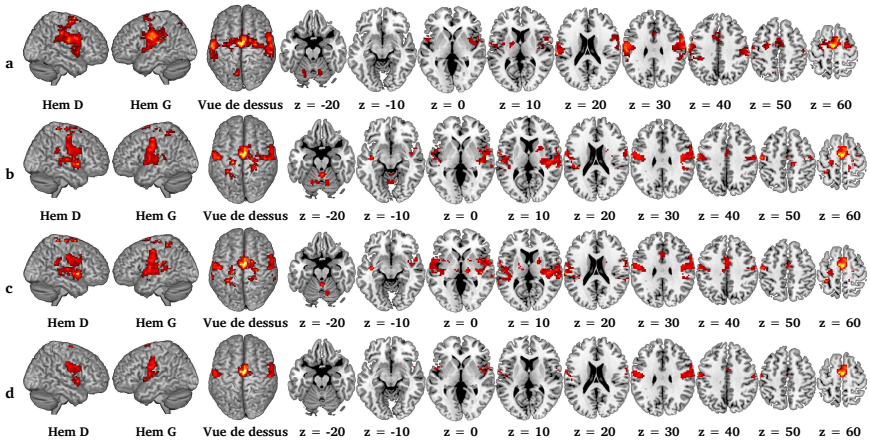 a
Hem D Hem G Vue de dessus z = -20 z = -10 z = 0 z = 10 z = 20 z = 30 z = 40 z = 50 z = 60
b
Hem D Hem G Vue de dessus z = -20 z = -10 z = 0 z = 10 z = 20 z = 30 z = 40 z = 50 z = 60
c
Hem D Hem G Vue de dessus z = -20 z = -10 z = 0 z = 10 z = 20 z = 30 z = 40 z = 50 z = 60
d
Hem D Hem G Vue de dessus z = -20 z = -10 z = 0 z = 10 z = 20 z = 30 z = 40 z = 50 z = 60